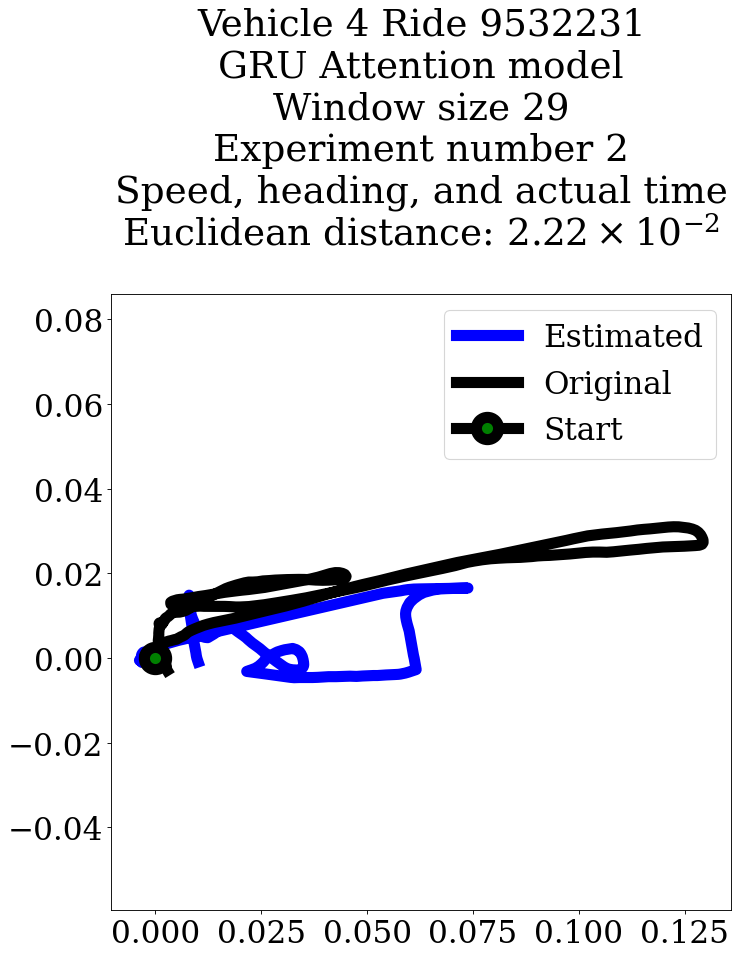 Vehicle 4 Ride 9532231
GRU Attention model
Window size 29
Experiment number 2
Speed, heading, and actual time
Euclidean distance: 2.22 × 10⁻²
Estimated
Original
Start
0.08
0.06
0.04
0.02
0.00
−0.02
−0.04
0.000 0.025 0.050 0.075 0.100 0.125